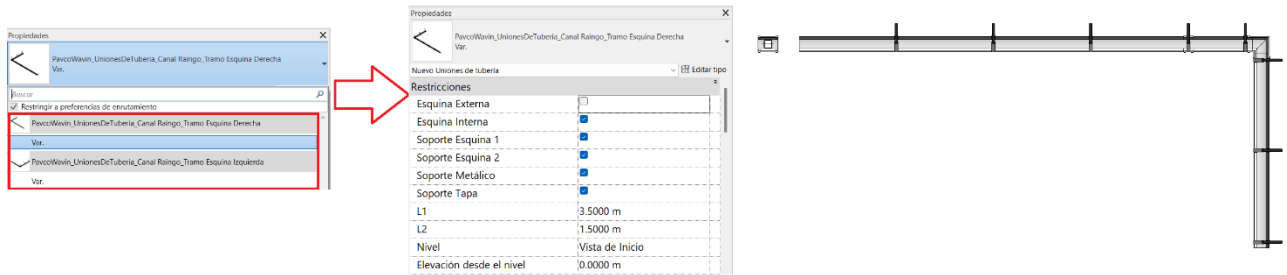 Propiedades
PavcoWavin_UnionesDeTuberia_Canal Raingo_Tramo Esquina Derecha
Var.
Buscar
Restringir a preferencias de enrutamiento
PavcoWavin_UnionesDeTuberia_Canal Raingo_Tramo Esquina Derecha
Var.
PavcoWavin_UnionesDeTuberia_Canal Raingo_Tramo Esquina Izquierda
Var.
Propiedades
PavcoWavin_UnionesDeTuberia_Canal Raingo_Tramo Esquina Derecha
Var.
Nuevo Uniones de tubería
Editar tipo
Restricciones
Esquina Externa
Esquina Interna
Soporte Esquina 1
Soporte Esquina 2
Soporte Metálico
Soporte Tapa
L1 3.5000 m
L2 1.5000 m
Nivel Vista de Inicio
Elevación desde el nivel 0.0000 m